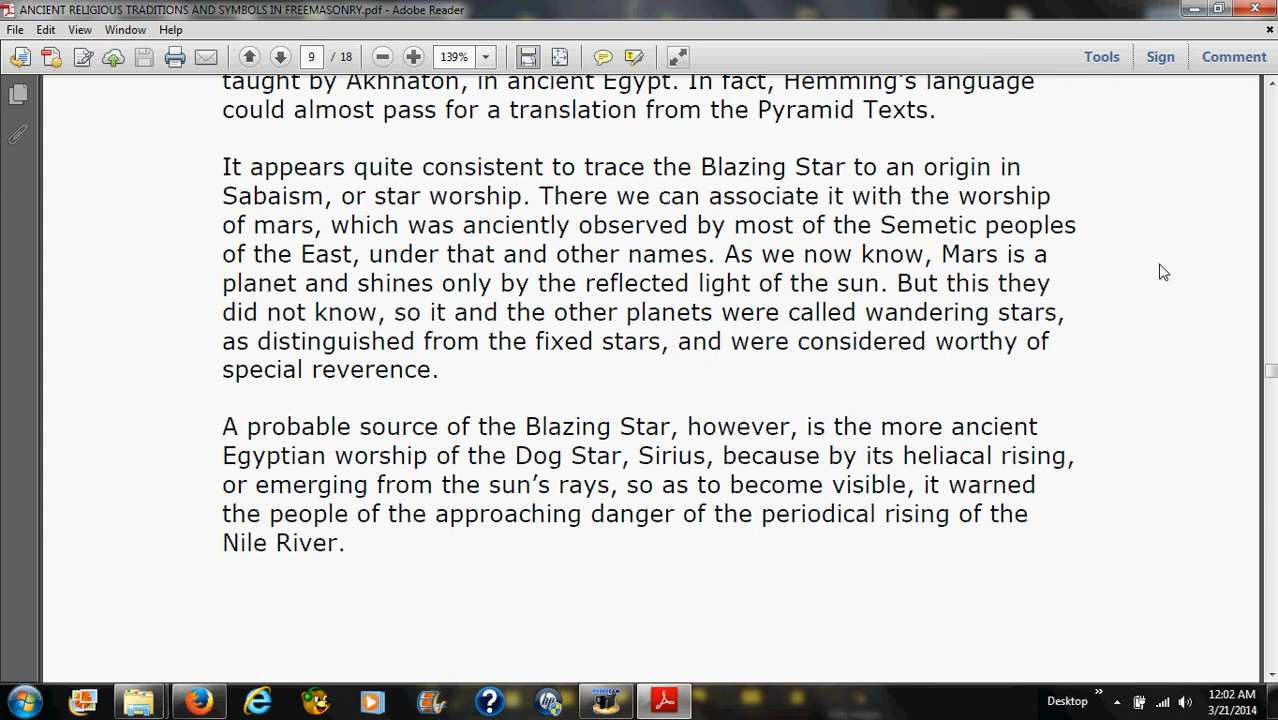 ANCIENT RELIGIOUS TRADITIONS AND SYMBOLS IN FREEMASONRY.pdf - Adobe Reader
File Edit View Window Help
9 / 18 139% Tools Sign Comment
taught by Akhnaton, in ancient Egypt. In fact, Hemming's language
could almost pass for a translation from the Pyramid Texts.
It appears quite consistent to trace the Blazing Star to an origin in
Sabaism, or star worship. There we can associate it with the worship
of mars, which was anciently observed by most of the Semetic peoples
of the East, under that and other names. As we now know, Mars is a
planet and shines only by the reflected light of the sun. But this they
did not know, so it and the other planets were called wandering stars,
as distinguished from the fixed stars, and were considered worthy of
special reverence.
A probable source of the Blazing Star, however, is the more ancient
Egyptian worship of the Dog Star, Sirius, because by its heliacal rising,
or emerging from the sun’s rays, so as to become visible, it warned
the people of the approaching danger of the periodical rising of the
Nile River.
Desktop
12:02 AM
3/21/2014